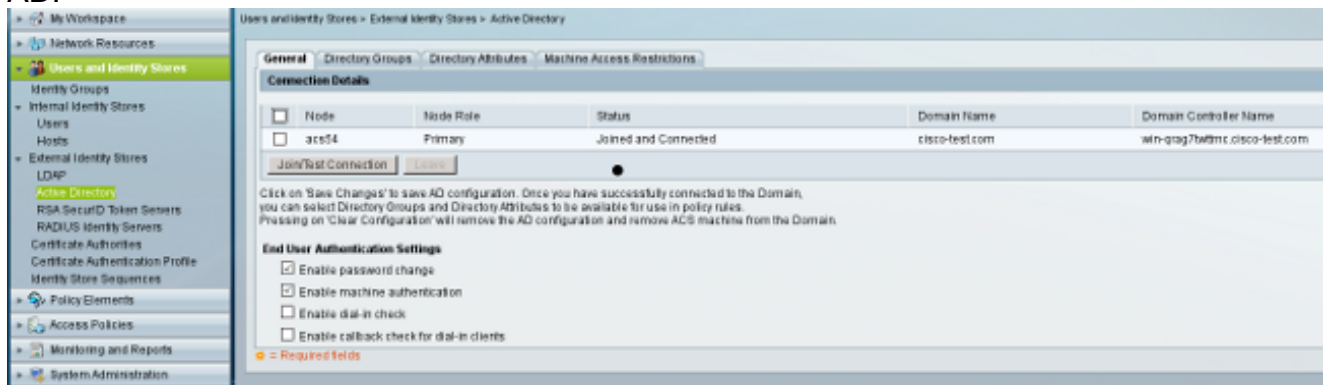 My Workspace
Network Resources
Users and Identity Stores
Identity Groups
Internal Identity Stores
Users
Hosts
External Identity Stores
LDAP
Active Directory
RSA SecurID Token Servers
RADIUS Identity Servers
Certificate Authorities
Certificate Authentication Profile
Identity Store Sequences
Policy Elements
Access Policies
Monitoring and Reports
System Administration
Users and Identity Stores > External Identity Stores > Active Directory
General Directory Groups Directory Attributes Machine Access Restrictions
Connection Details
Node Node Role Status Domain Name Domain Controller Name
acs54 Primary Joined and Connected cisco-test.com
Join/Test Connection Leave
Click on 'Save Changes' to save AD configuration. Once you have successfully connected to the Domain,
you can select Directory Groups and Directory Attributes to be available for use in policy rules.
Pressing on 'Clear Configuration' will remove the AD configuration and remove ACS machine from the Domain.
End User Authentication Settings
Enable password change
Enable machine authentication
Enable dial-in check
Enable callback check for dial-in clients
= Required fields